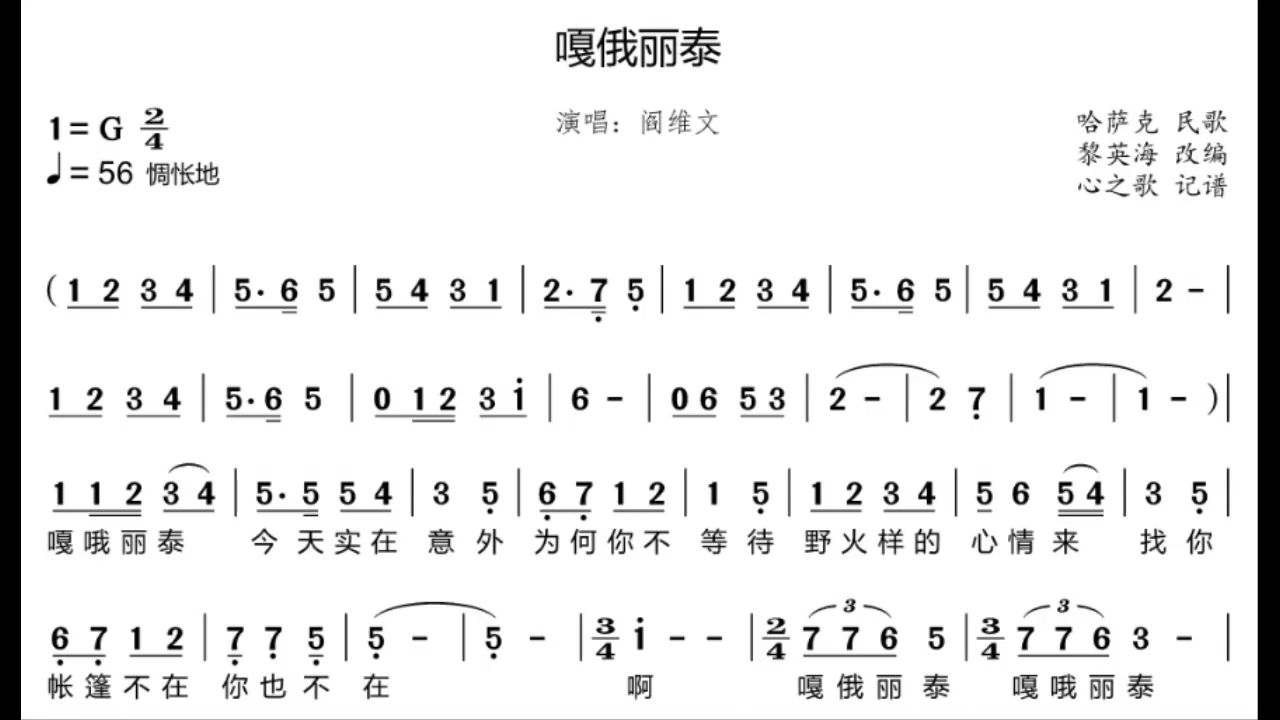 嘎俄丽泰
1=G 2/4
演唱：阎维文
哈萨克 民歌
♩=56 惆怅地
黎英海 改编
心之歌 记谱
(1 2 3 4 | 5· 6 5 | 5 4 3 1 | 2· 7̣ 5̣ | 1 2 3 4 | 5· 6 5 | 5 4 3 1 | 2 - |
1 2 3 4 | 5· 6 5 | 0 1 2 3 1̇ | 6 - | 0 6 5 3 | 2 - | 2 7̣ | 1 - | 1 - )|
1 1 2 3 4 | 5· 5 5 4 | 3 5̣ | 6̣ 7̣ 1 2 | 1 5̣ | 1 2 3 4 | 5 6 5 4 | 3 5̣ |
嘎哦丽泰 今天实在意外 为何你不等待 野火样的心情来 找你
6̣ 7̣ 1 2 | 7̣ 7̣ 5̣ | 5̣ - | 5̣ - | 3/4 1̇ - - | 2/4 7 7 6 5 | 3/4 7 7 6 3 - |
3 3
帐篷不在 你也不在 啊 嘎俄丽泰 嘎哦丽泰